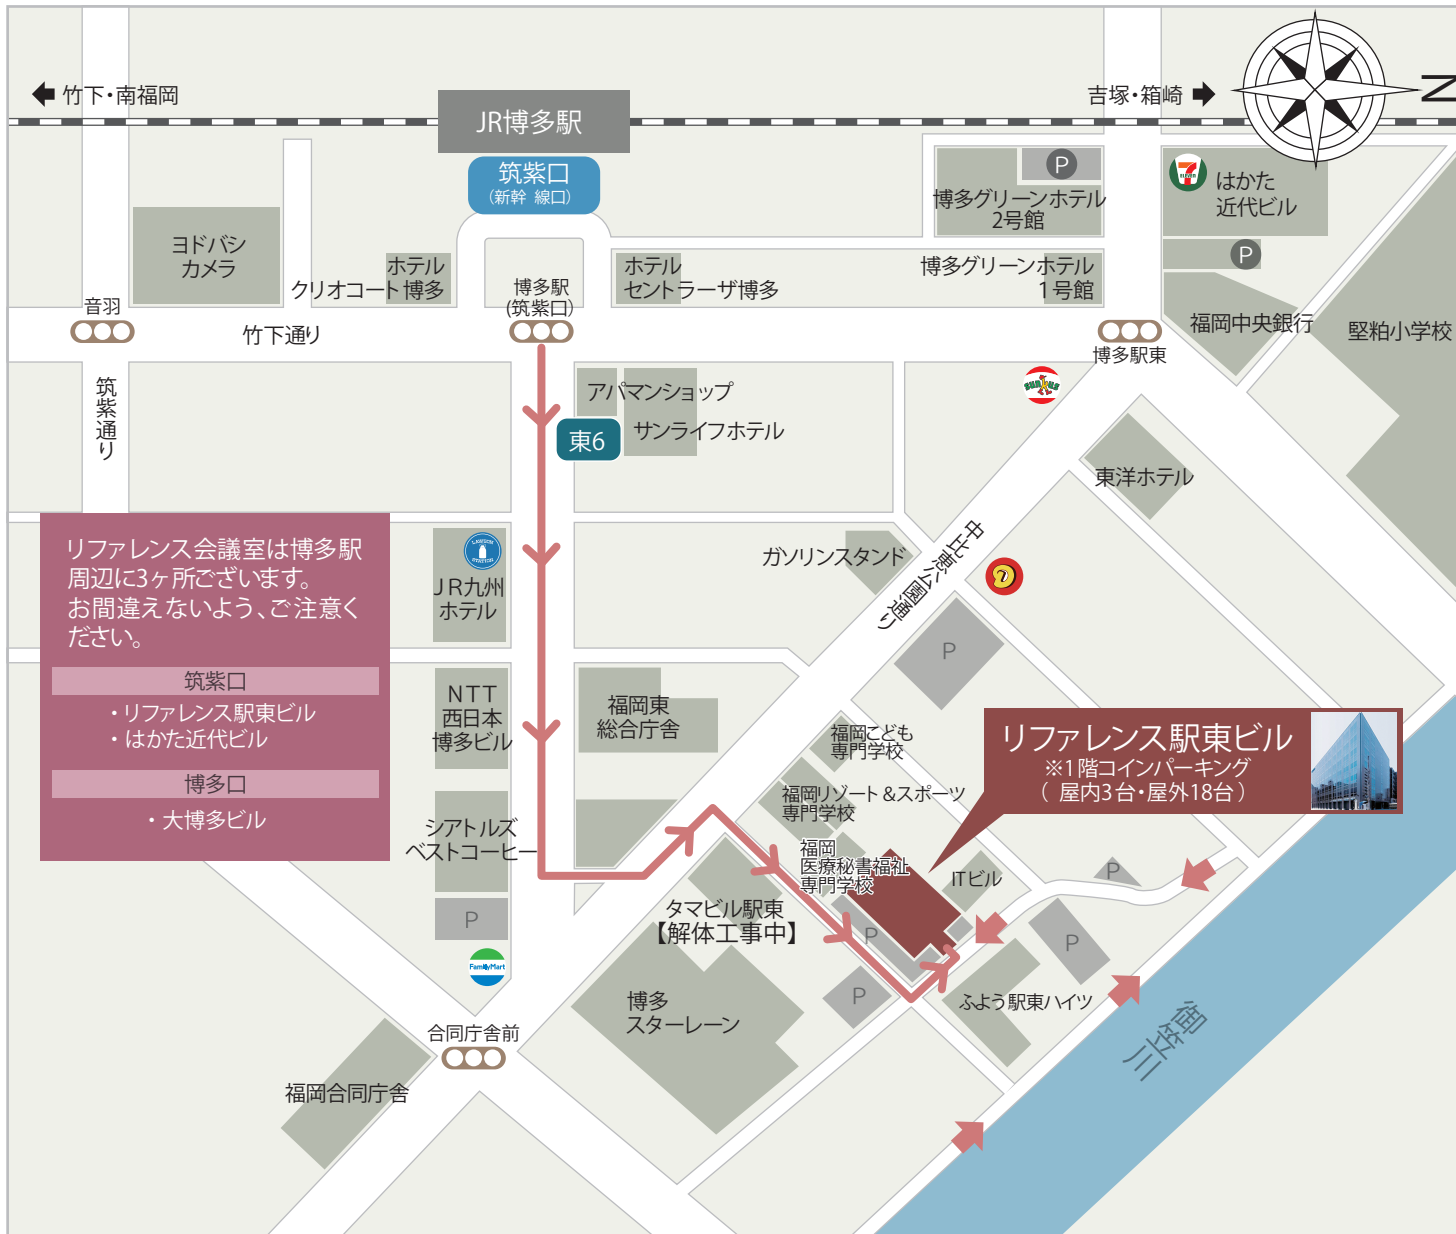 竹下・南福岡
JR博多駅
吉塚・箱崎
N
筑紫口
(新幹線口)
P
博多グリーンホテル
2号館
7
ELEVEN
はかた
近代ビル
ヨドバシ
カメラ
ホテル
クリオコート博多
博多駅
(筑紫口)
ホテル
セントラーザ博多
博多グリーンホテル
1号館
P
音羽
竹下通り
博多駅東
福岡中央銀行
堅粕小学校
筑紫通り
アパマンショップ
サンライフホテル
東6
sunkus
東洋ホテル
中比恵公園通り
ガソリンスタンド
LAWSON
STATION
JR九州
ホテル
リファレンス会議室は博多駅
周辺に3ヶ所ございます。
お間違えないよう、ご注意く
ださい。
筑紫口
・リファレンス駅東ビル
・はかた近代ビル
博多口
・大博多ビル
NTT
西日本
博多ビル
福岡東
総合庁舎
P
福岡こども
専門学校
リファレンス駅東ビル
※1階コインパーキング
(屋内3台・屋外18台)
福岡リゾート&スポーツ
専門学校
シアトルズ
ベストコーヒー
福岡
医療秘書福祉
専門学校
ITビル
P
P
タマビル駅東
【解体工事中】
P
P
FamilyMart
P
ふよう駅東ハイツ
博多
スターレーン
御笠川
合同庁舎前
福岡合同庁舎